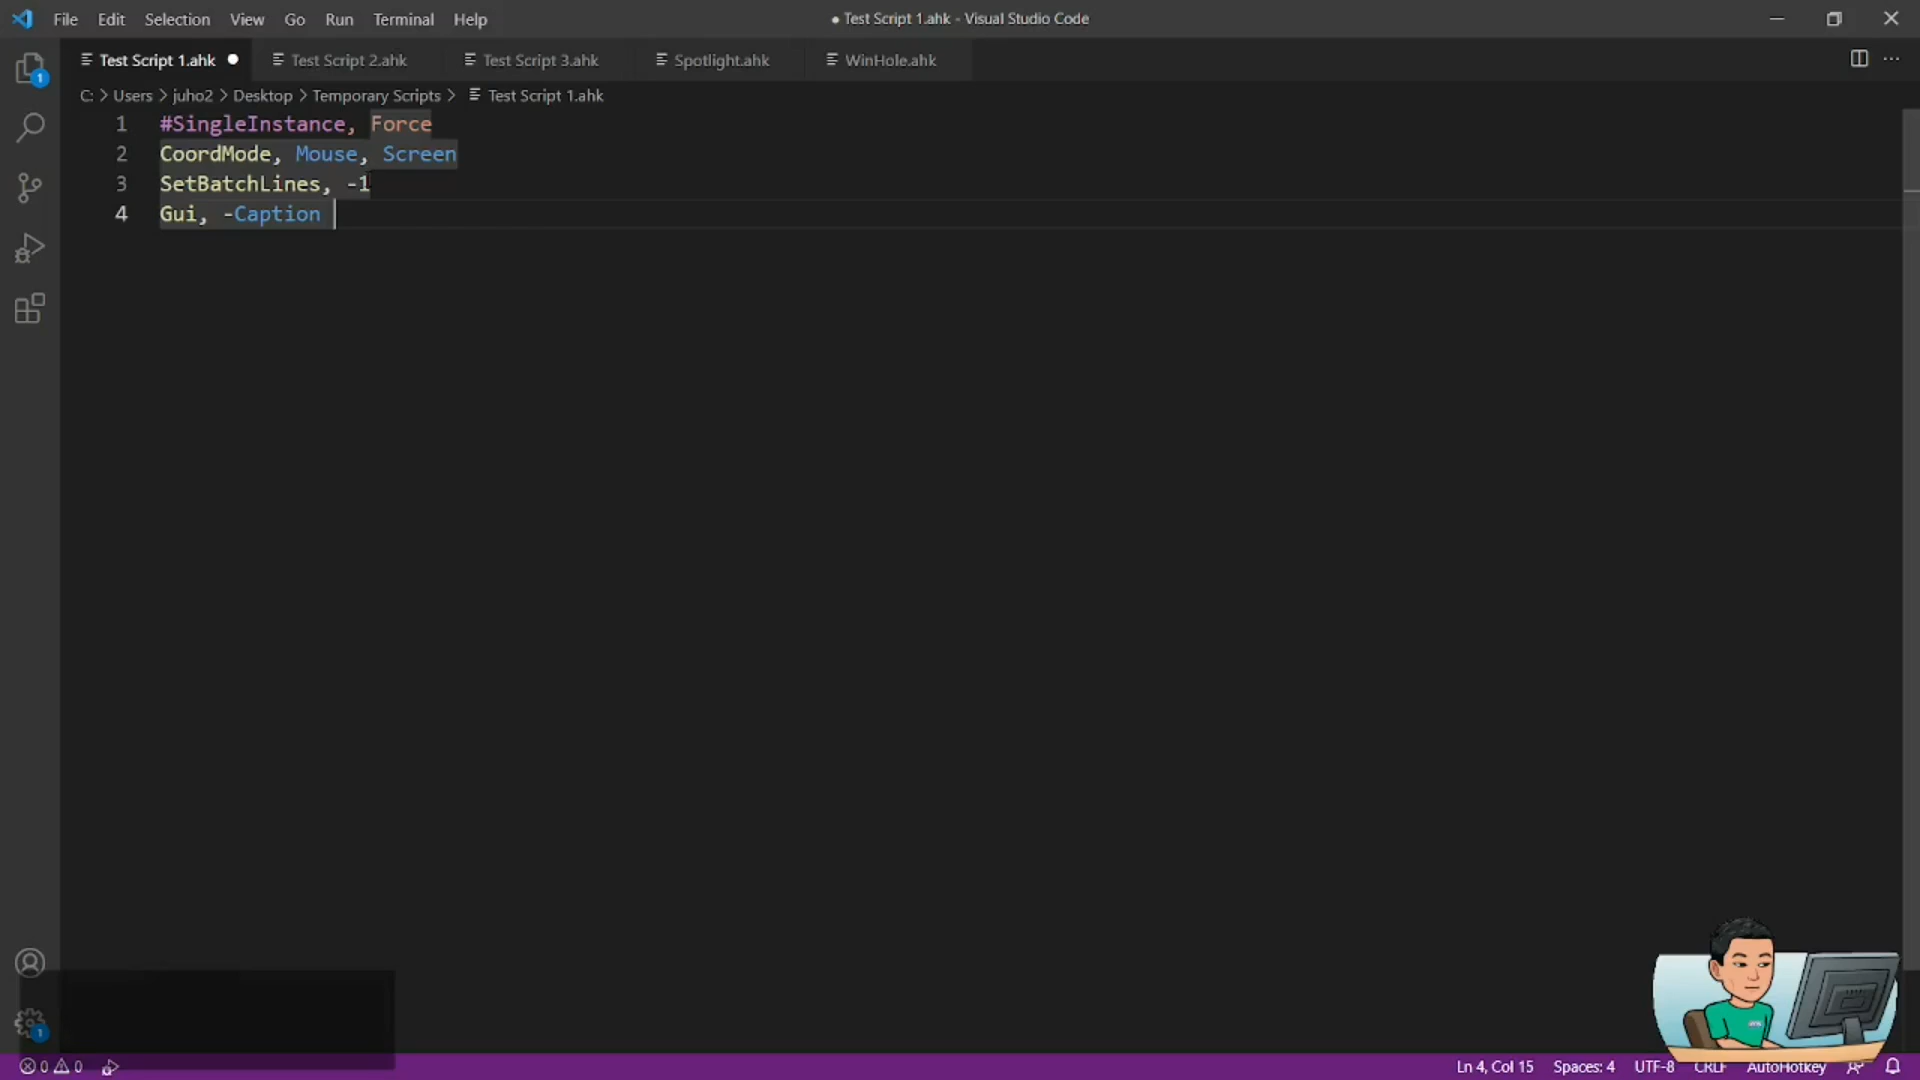 File Edit Selection View Go Run Terminal Help
● Test Script 1.ahk - Visual Studio Code
Test Script 1.ahk ● Test Script 2.ahk Test Script 3.ahk Spotlight.ahk WinHole.ahk
C: > Users > juho2 > Desktop > Temporary Scripts > Test Script 1.ahk
1 #SingleInstance, Force
2 CoordMode, Mouse, Screen
3 SetBatchLines, -1
4 Gui, -Caption
1
1
0 0 Ln 4, Col 15 Spaces: 4 UTF-8 CRLF AutoHotkey